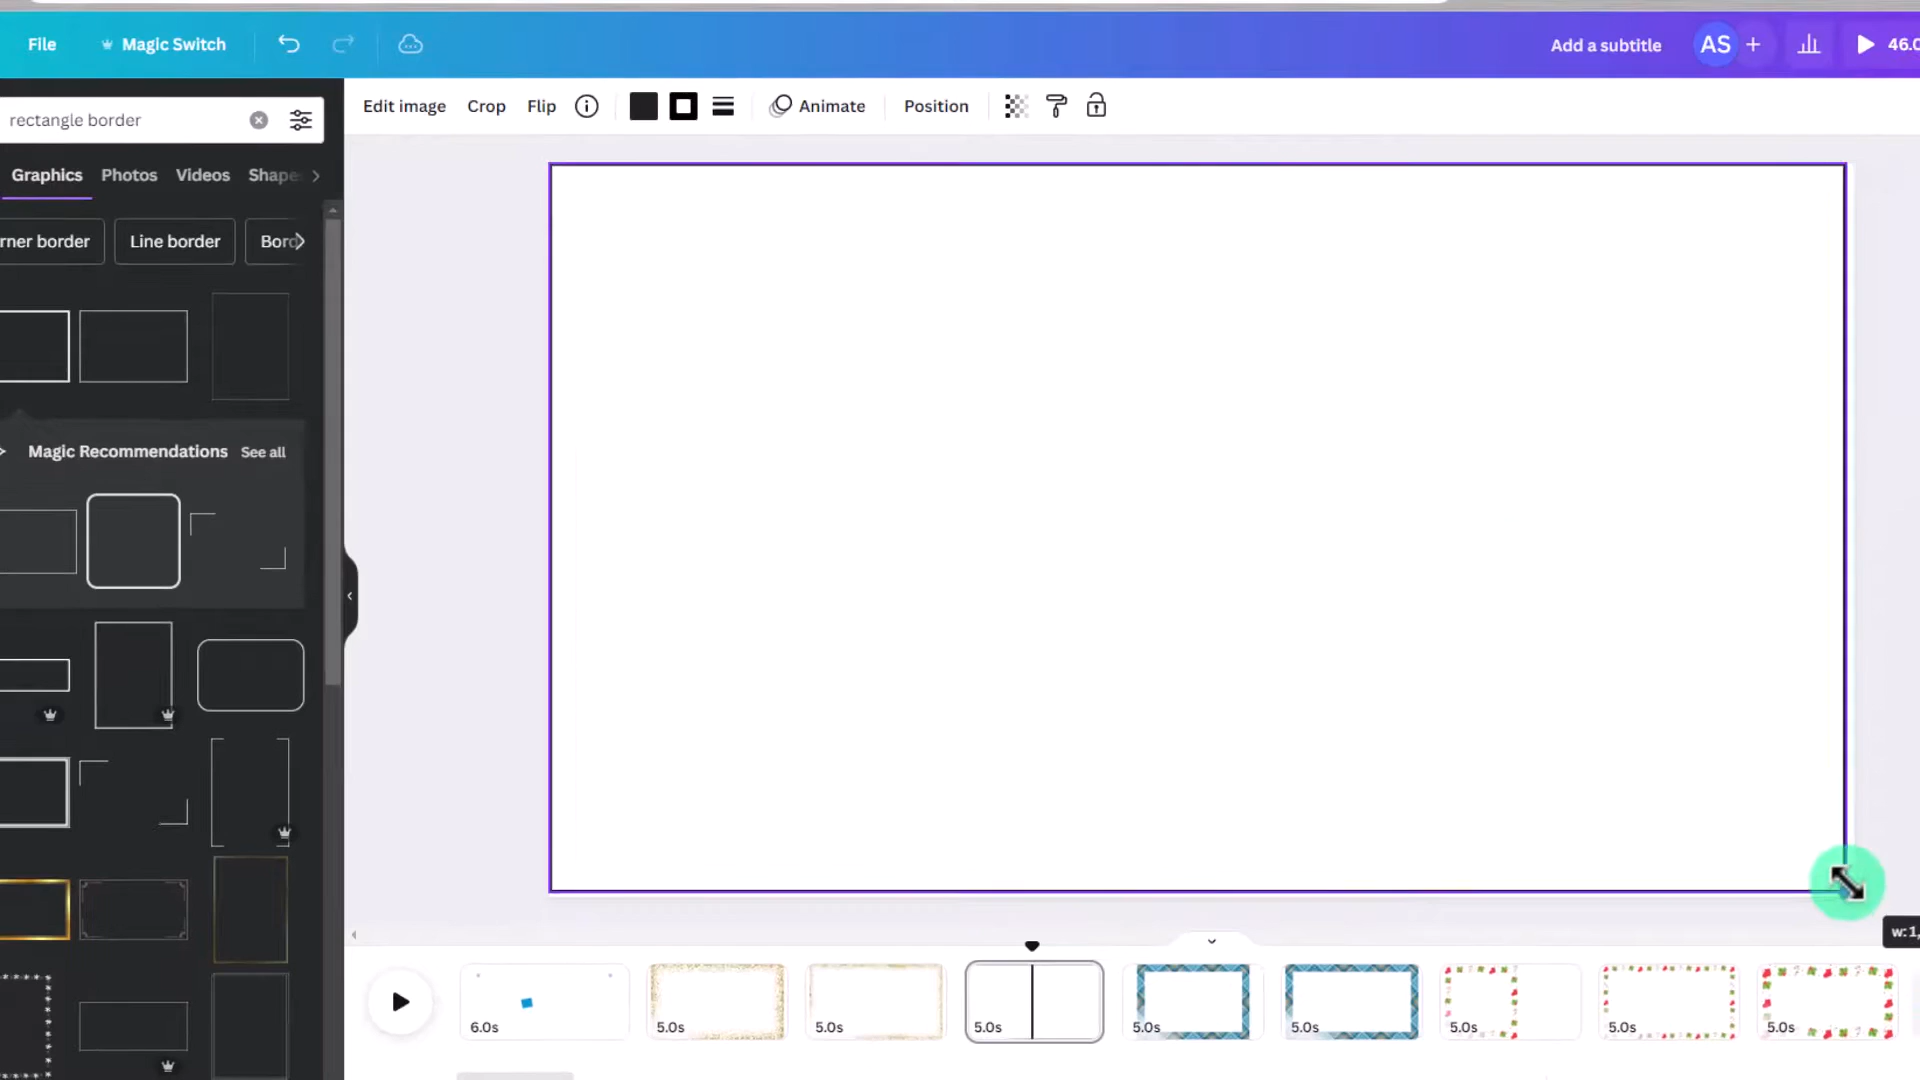 File
Magic Switch
Add a subtitle
AS
46.0
rectangle border
Edit image
Crop
Flip
Animate
Position
Graphics
Photos
Videos
Shape
rner border
Line border
Bord
Magic Recommendations
See all
w:1,
6.0s
5.0s
5.0s
5.0s
5.0s
5.0s
5.0s
5.0s
5.0s